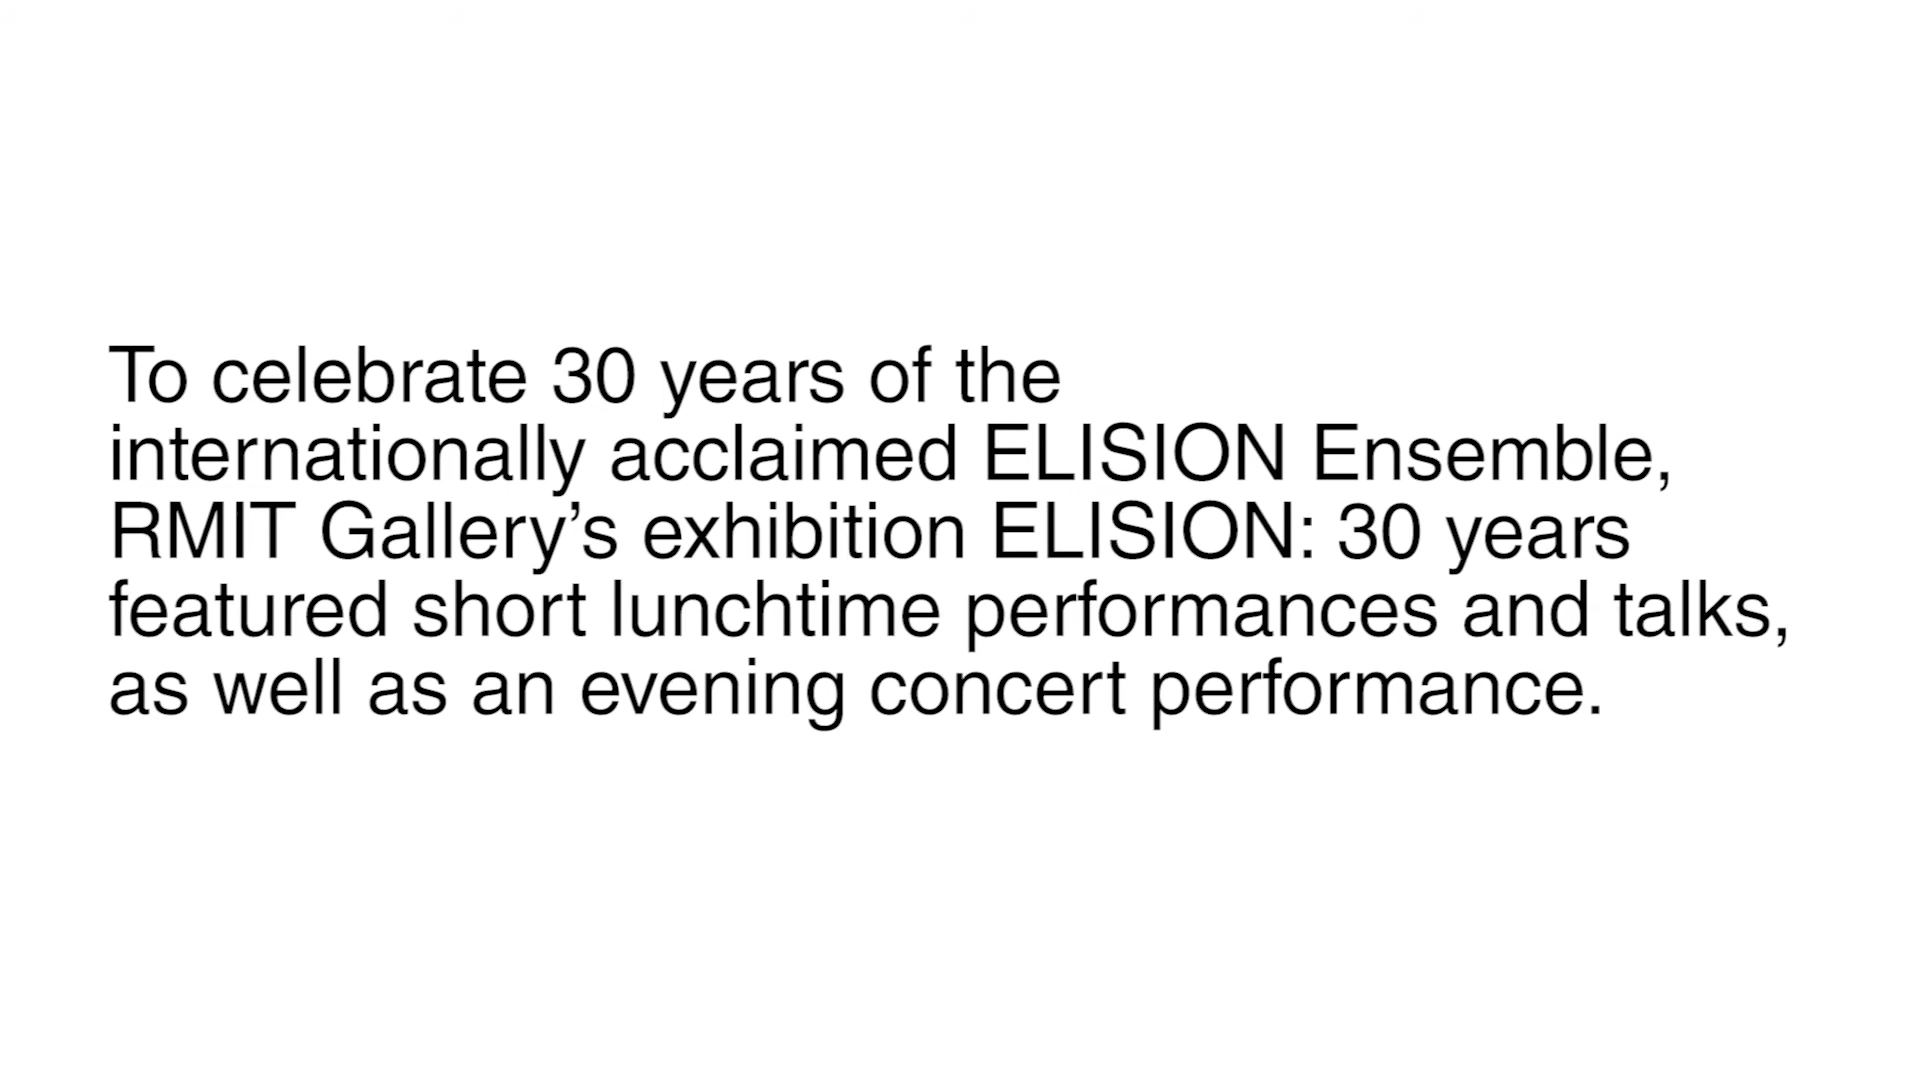 To celebrate 30 years of the
internationally acclaimed ELISION Ensemble,
RMIT Gallery’s exhibition ELISION: 30 years
featured short lunchtime performances and talks,
as well as an evening concert performance.